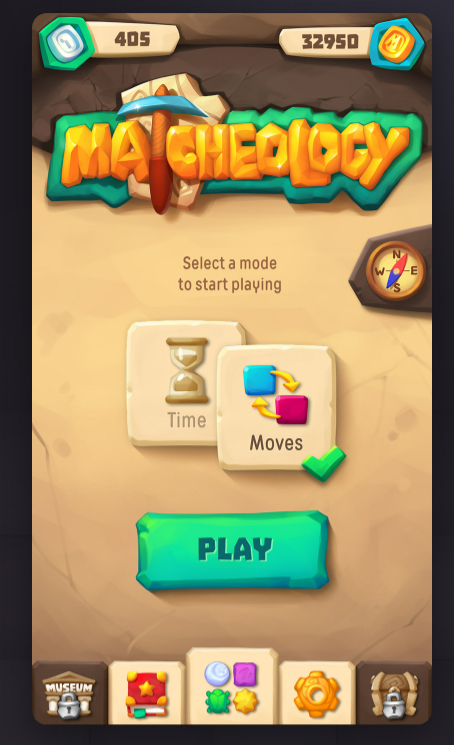 405
32950
MATCHEOLOGY
Select a mode
to start playing
N
W E
S
Time
Moves
PLAY
MUSEUM